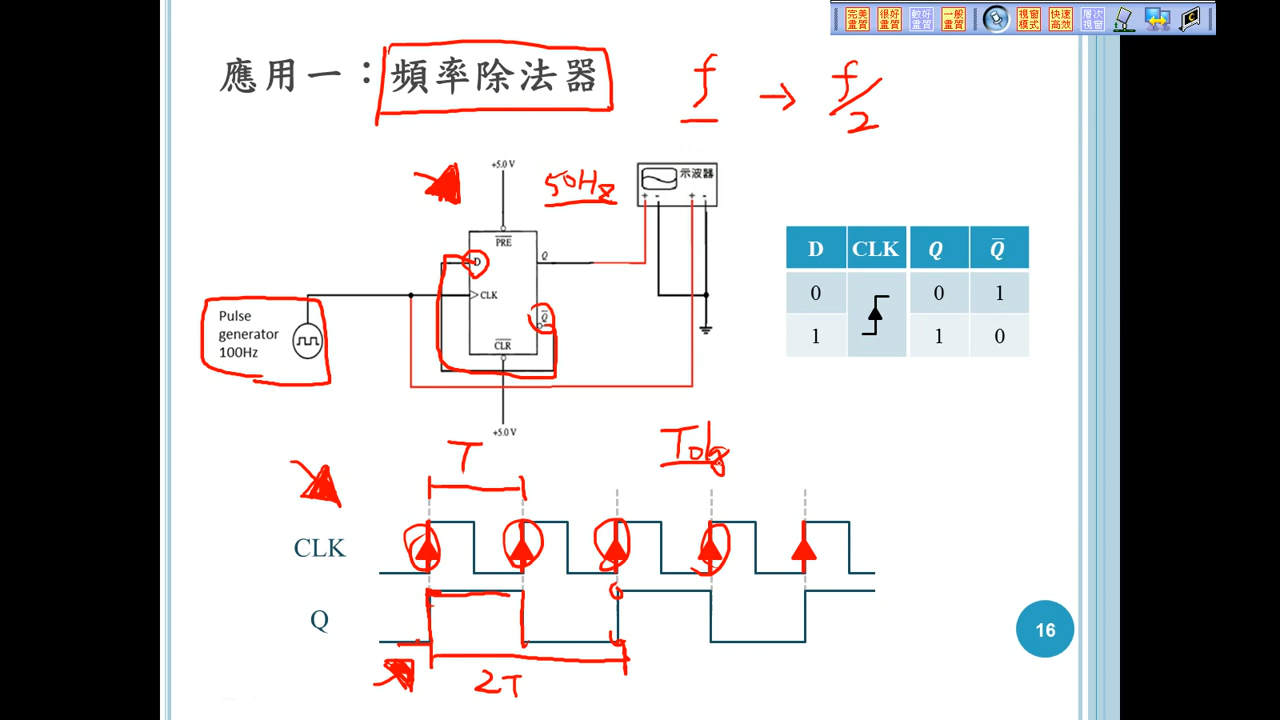 完美畫質 很好畫質 較好畫質 一般畫質 視窗模式 快速高效 層次視窗
應用一：頻率除法器
f → f/2
+5.0 V
50Hz
示波器
+ - + -
PRE
D
Q
CLK
Q
CLR
+5.0 V
Pulse
generator
100Hz
D CLK Q Q̅
0 0 1
1 1 0
T
CLK
Q
2T
16